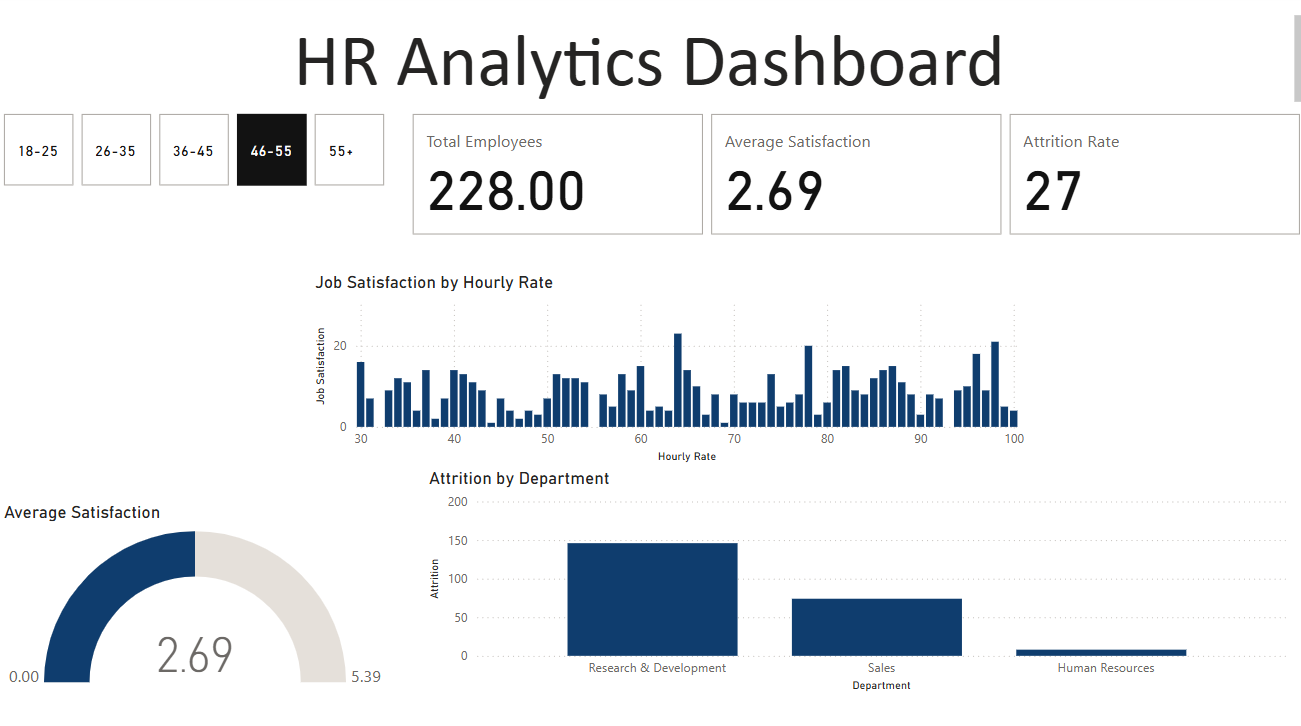 HR Analytics Dashboard
18-25
26-35
36-45
46-55
55+
Total Employees
228.00
Average Satisfaction
2.69
Attrition Rate
27
Job Satisfaction by Hourly Rate
Job Satisfaction
20
0
30
40
50
60
70
80
90
100
Hourly Rate
Average Satisfaction
2.69
0.00
5.39
Attrition by Department
Attrition
200
150
100
50
0
Research & Development
Sales
Human Resources
Department